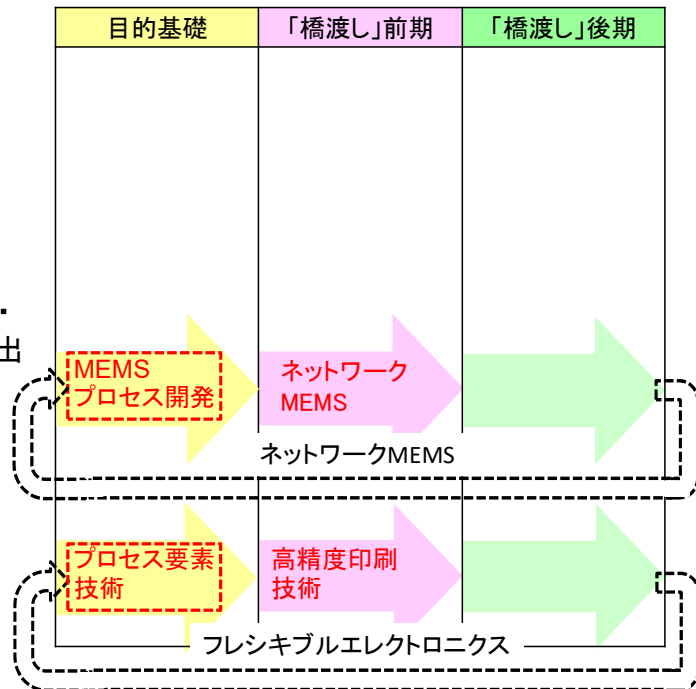 目的基礎
「橋渡し」前期
「橋渡し」後期
・
出
MEMS
プロセス開発
ネットワーク
MEMS
ネットワークMEMS
プロセス要素
技術
高精度印刷
技術
フレシキブルエレクトロニクス